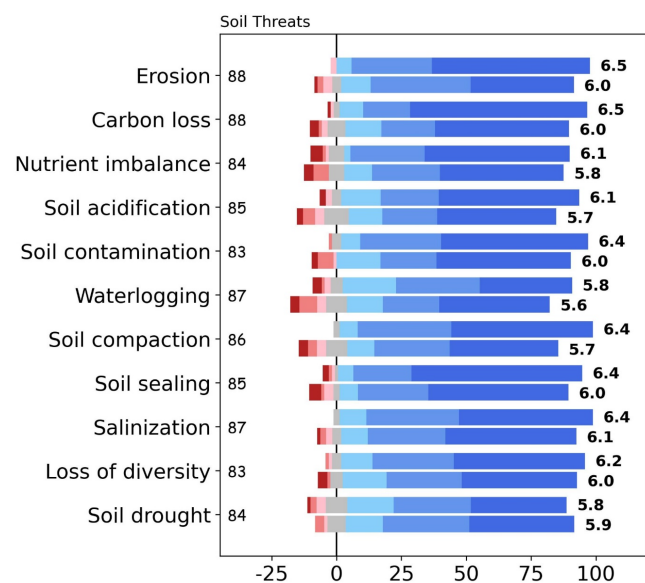 Soil Threats
Erosion 88 6.5
6.0
Carbon loss 88 6.5
6.0
Nutrient imbalance 84 6.1
5.8
Soil acidification 85 6.1
5.7
Soil contamination 83 6.4
6.0
Waterlogging 87 5.8
5.6
Soil compaction 86 6.4
5.7
Soil sealing 85 6.4
6.0
Salinization 87 6.4
6.1
Loss of diversity 83 6.2
6.0
Soil drought 84 5.8
5.9
-25 0 25 50 75 100